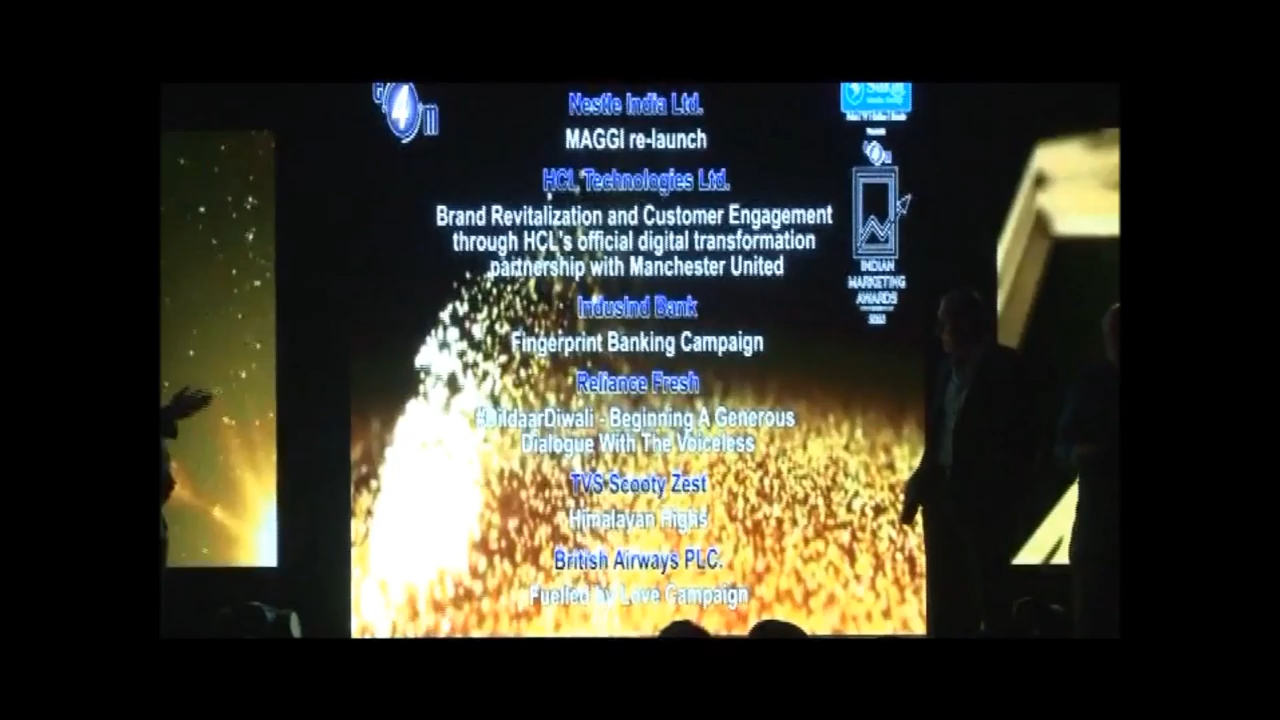 e4m
Nestle India Ltd.
MAGGI re-launch
HCL Technologies Ltd.
Brand Revitalization and Customer Engagement
through HCL's official digital transformation
partnership with Manchester United
IndusInd Bank
Fingerprint Banking Campaign
Reliance Fresh
#DildaarDiwali - Beginning A Generous
Dialogue With The Voiceless
TVS Scooty Zest
Himalayan Highs
British Airways PLC.
Fuelled by Love Campaign
INDIAN
MARKETING
AWARDS